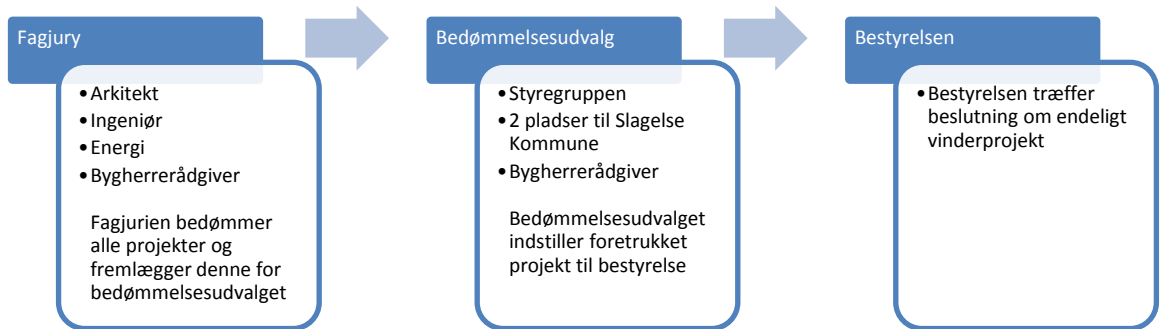 Fagjury
•Arkitekt
•Ingeniør
•Energi
•Bygherrerådgiver
Fagjurien bedømmer
alle projekter og
fremlægger denne for
bedømmelsesudvalget
Bedømmelsesudvalg
•Styregruppen
•2 pladser til Slagelse
Kommune
•Bygherrerådgiver
Bedømmelsesudvalget
indstiller foretrukket
projekt til bestyrelse
Bestyrelsen
•Bestyrelsen træffer
beslutning om endeligt
vinderprojekt